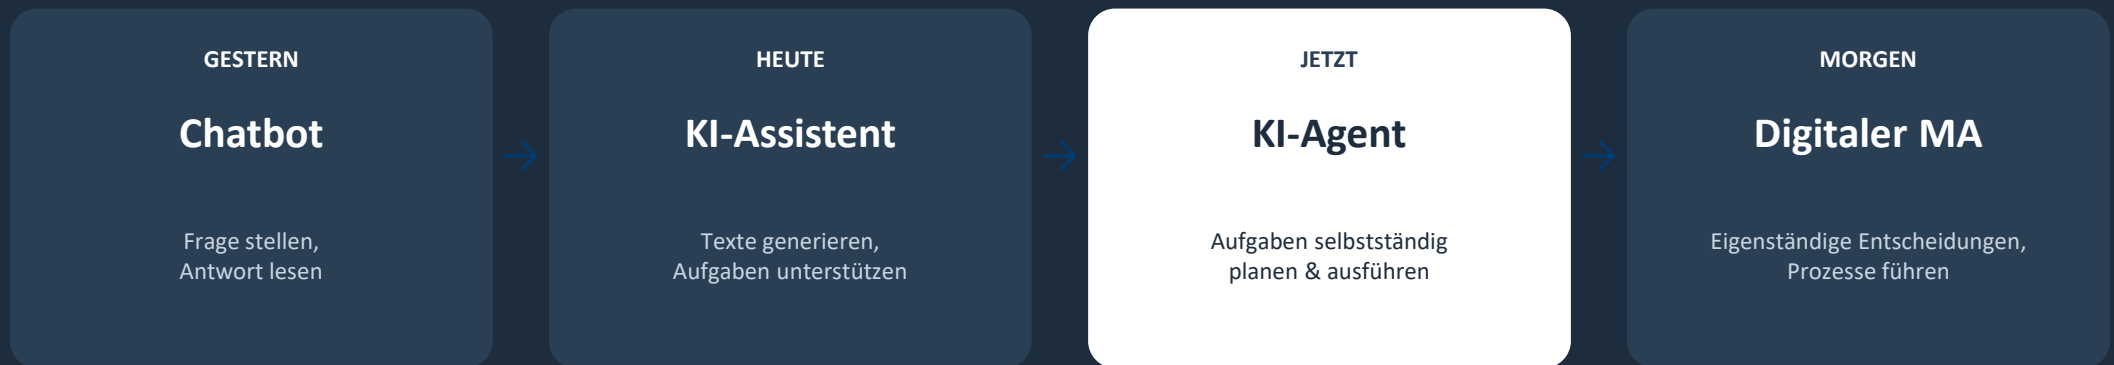 GESTERN
Chatbot
Frage stellen,
Antwort lesen
HEUTE
KI-Assistent
Texte generieren,
Aufgaben unterstützen
JETZT
KI-Agent
Aufgaben selbstständig
planen & ausführen
MORGEN
Digitaler MA
Eigenständige Entscheidungen,
Prozesse führen